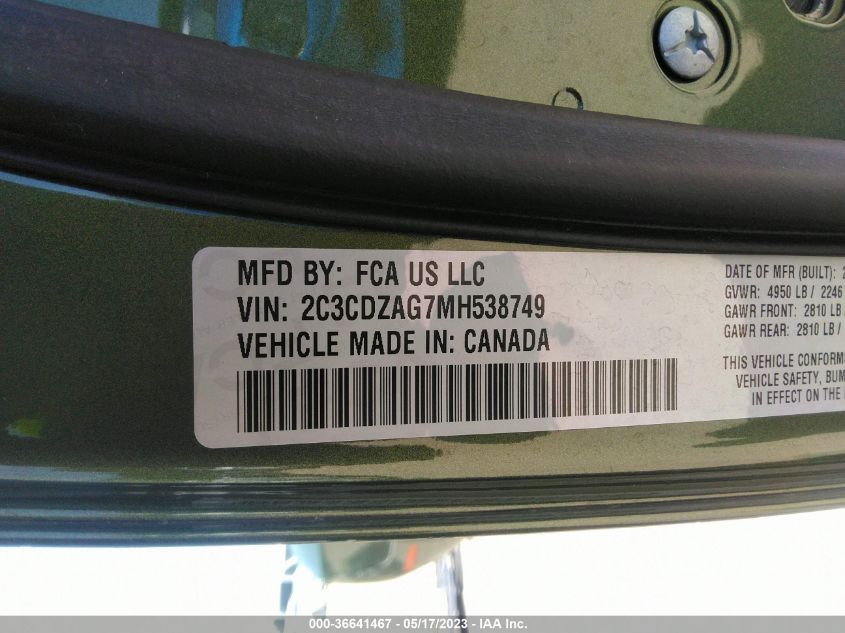 MFD BY: FCA US LLC
VIN: 2C3CDZAG7MH538749
VEHICLE MADE IN: CANADA
DATE OF MFR (BUILT): 2
GVWR: 4950 LB / 2246
GAWR FRONT: 2810 LB /
GAWR REAR: 2810 LB /
THIS VEHICLE CONFORM
VEHICLE SAFETY, BUM
IN EFFECT ON THE
000-36641467 - 05/17/2023 - IAA Inc.